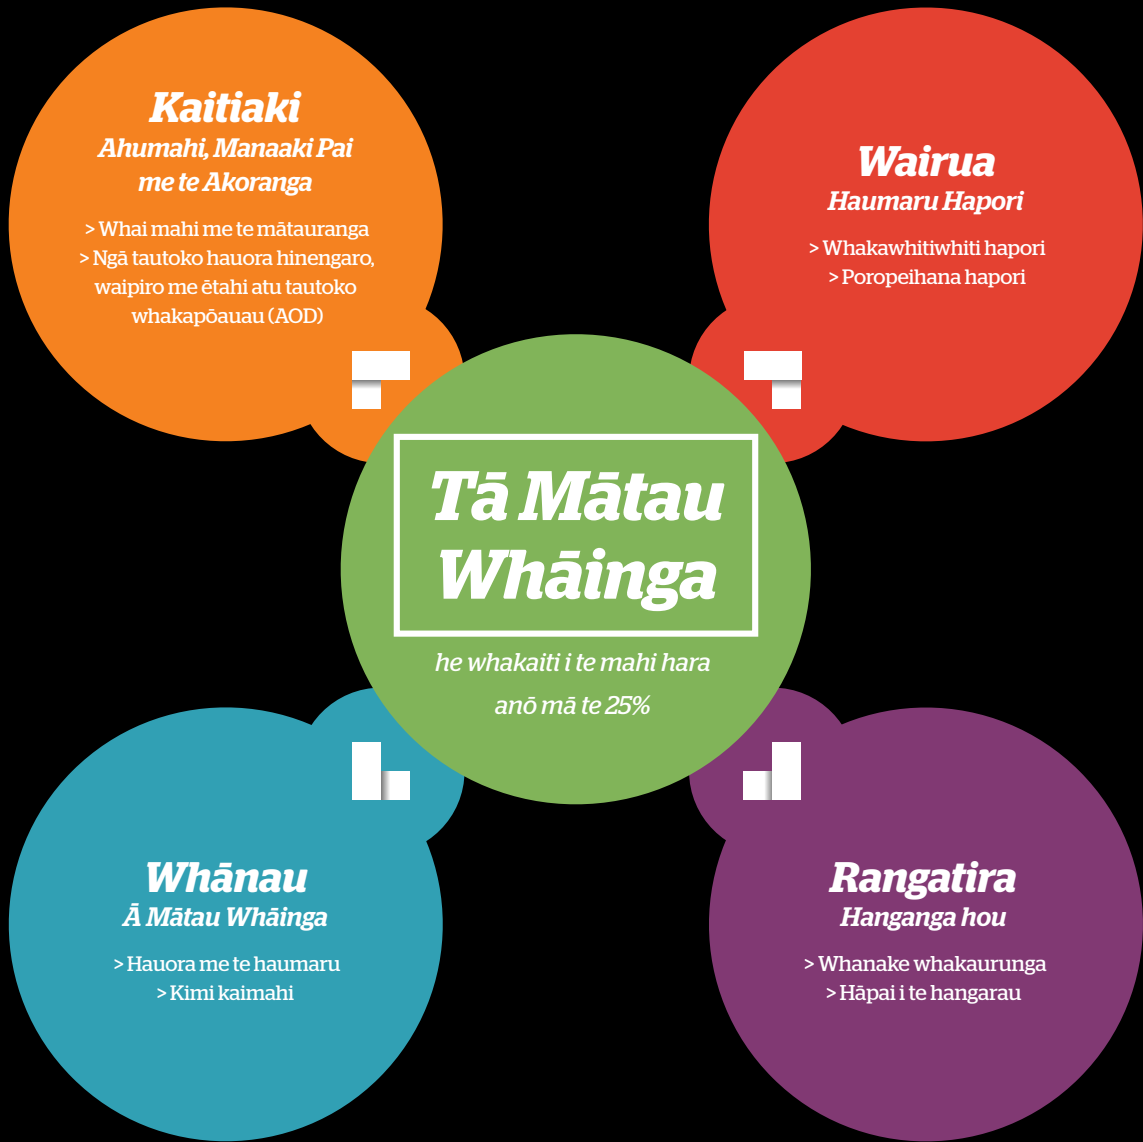 Kaitiaki
Ahumahi, Manaaki Pai
me te Akoranga
> Whai mahi me te mātauranga
> Ngā tautoko hauora hinengaro,
waipiro me ētahi atu tautoko
whakapōauau (AOD)
Wairua
Haumaru Hapori
> Whakawhitiwhiti hapori
> Poropeihana hapori
Tā Mātau
Whāinga
he whakaiti i te mahi hara
anō mā te 25%
Whānau
Ā Mātau Whāinga
> Hauora me te haumaru
> Kimi kaimahi
Rangatira
Hanganga hou
> Whanake whakaurunga
> Hāpai i te hangarau